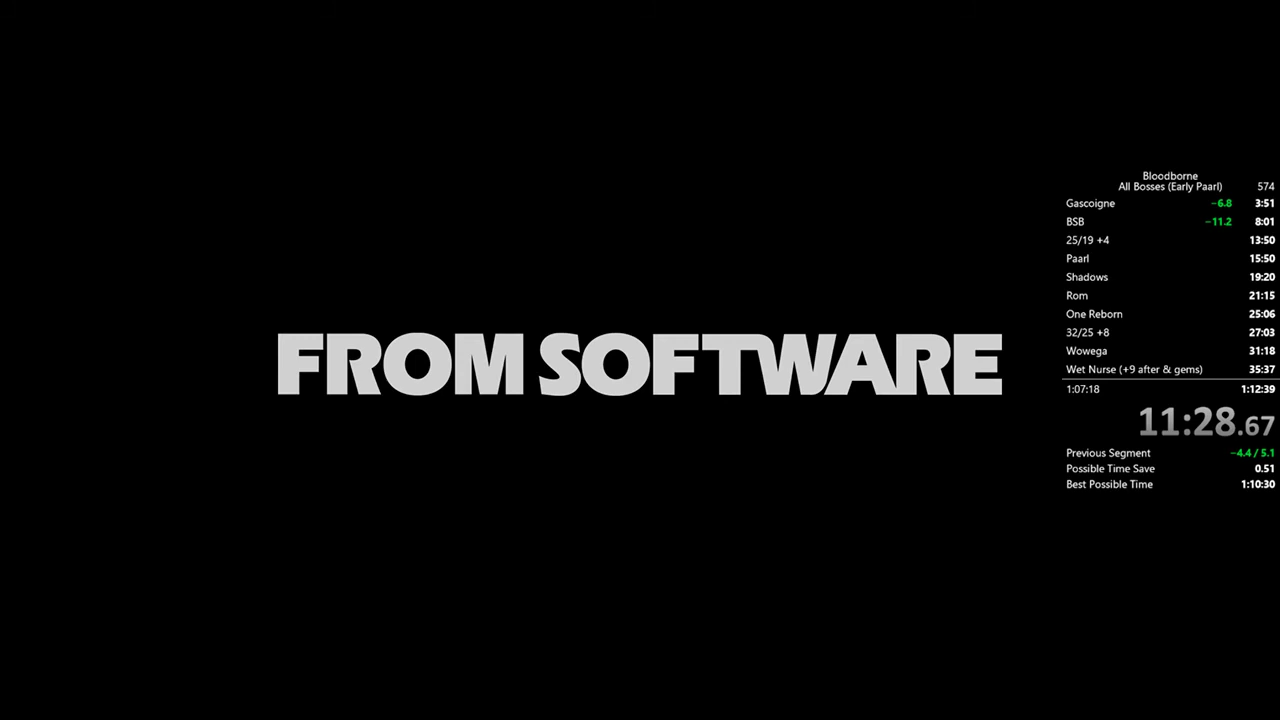 FROMSOFTWARE
Bloodborne
All Bosses (Early Paarl) 574
Gascoigne −6.8 3:51
BSB −11.2 8:01
25/19 +4 13:50
Paarl 15:50
Shadows 19:20
Rom 21:15
One Reborn 25:06
32/25 +8 27:03
Wowega 31:18
Wet Nurse (+9 after & gems) 35:37
1:07:18 1:12:39
11:28.67
Previous Segment −4.4 / 5.1
Possible Time Save 0.51
Best Possible Time 1:10:30